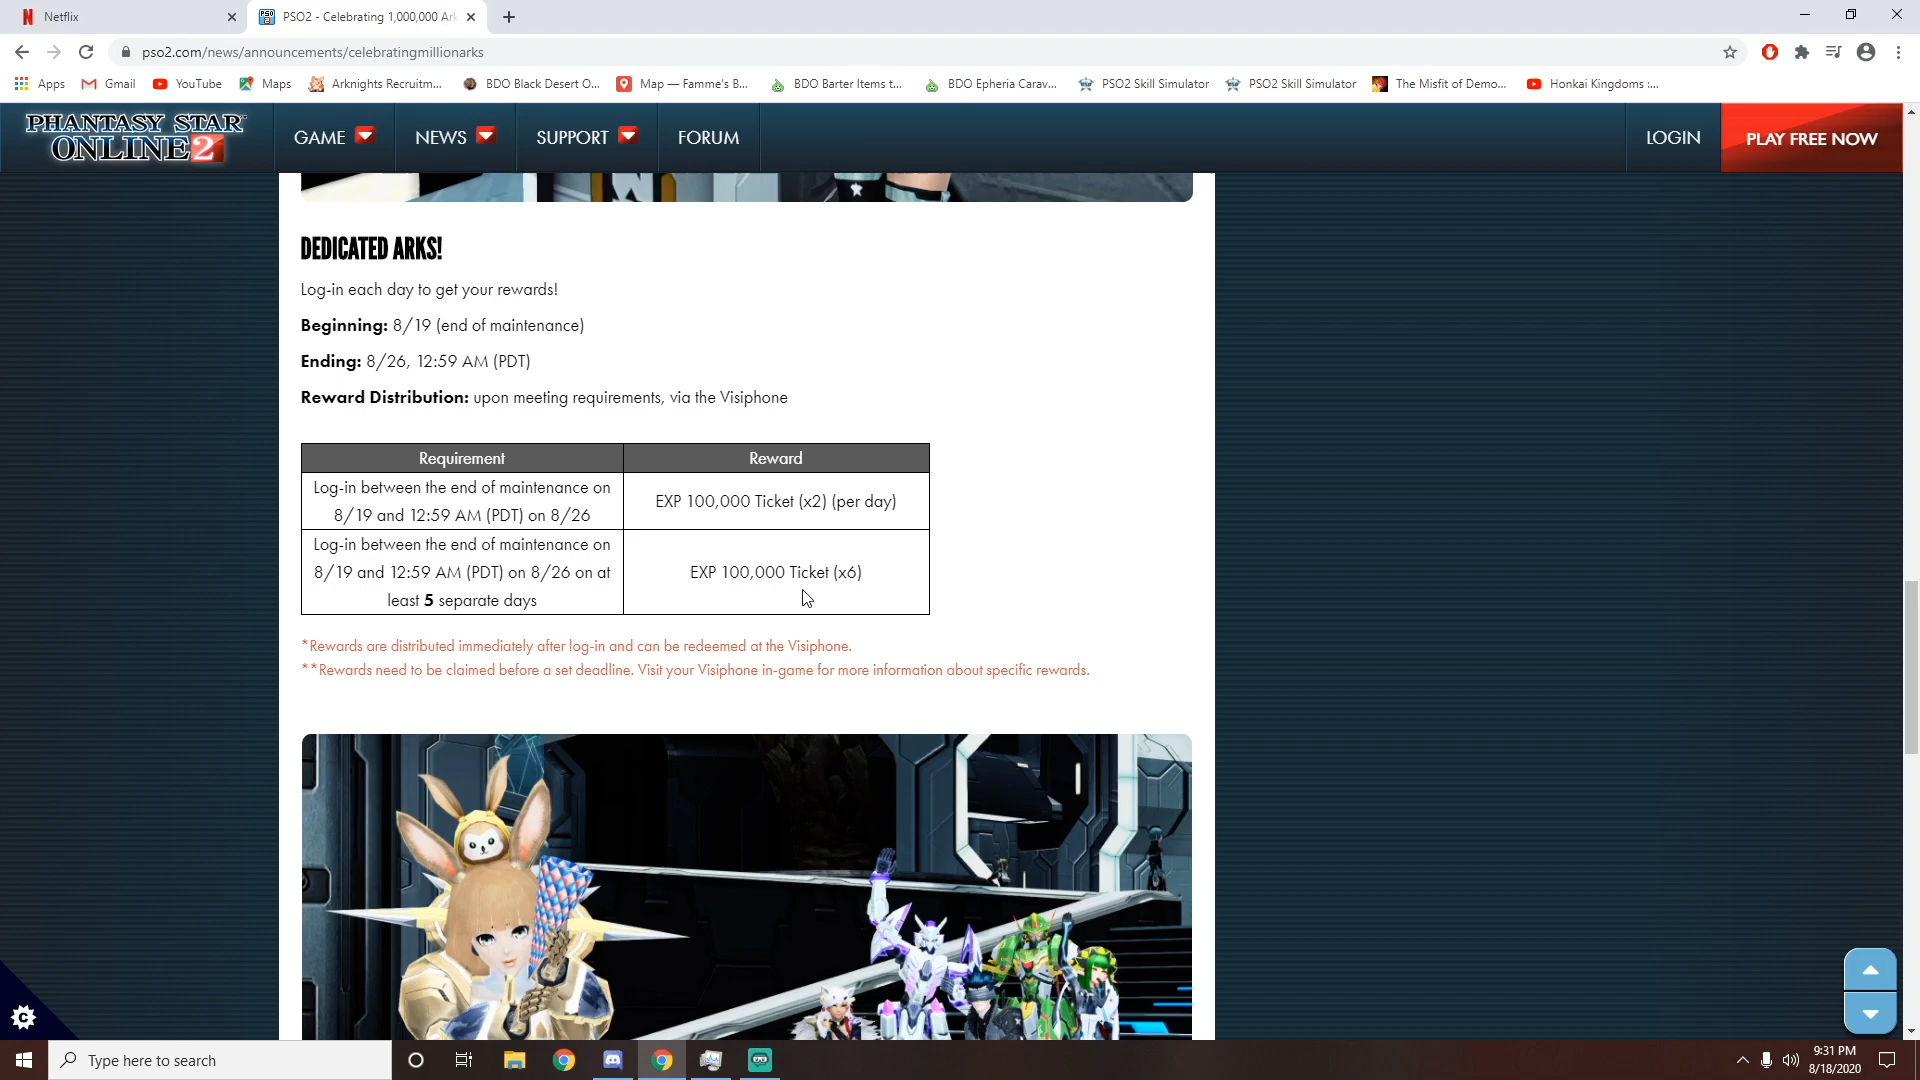 Netflix
PSO2 - Celebrating 1,000,000 Ark
pso2.com/news/announcements/celebratingmillionarks
Apps Gmail YouTube Maps Arknights Recruitm... BDO Black Desert O... Map — Famme's B... BDO Barter Items t... BDO Epheria Carav... PSO2 Skill Simulator PSO2 Skill Simulator The Misfit of Demo... Honkai Kingdoms :...
PHANTASY STAR
ONLINE 2
GAME NEWS SUPPORT FORUM LOGIN PLAY FREE NOW
DEDICATED ARKS!
Log-in each day to get your rewards!
Beginning: 8/19 (end of maintenance)
Ending: 8/26, 12:59 AM (PDT)
Reward Distribution: upon meeting requirements, via the Visiphone
Requirement Reward
Log-in between the end of maintenance on
8/19 and 12:59 AM (PDT) on 8/26
EXP 100,000 Ticket (x2) (per day)
Log-in between the end of maintenance on
8/19 and 12:59 AM (PDT) on 8/26 on at
least 5 separate days
EXP 100,000 Ticket (x6)
*Rewards are distributed immediately after log-in and can be redeemed at the Visiphone.
**Rewards need to be claimed before a set deadline. Visit your Visiphone in-game for more information about specific rewards.
Type here to search
9:31 PM
8/18/2020